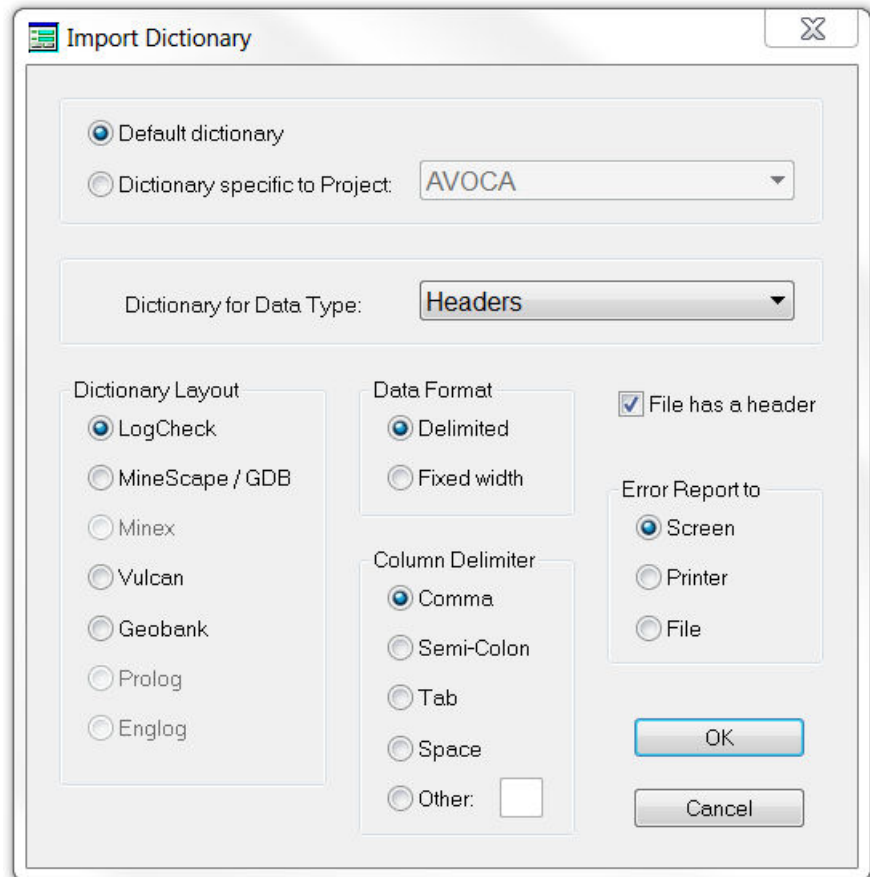 Import Dictionary
Default dictionary
Dictionary specific to Project: AVOCA
Dictionary for Data Type: Headers
Dictionary Layout
LogCheck
MineScape / GDB
Minex
Vulcan
Geobank
Prolog
Englog
Data Format
Delimited
Fixed width
Column Delimiter
Comma
Semi-Colon
Tab
Space
Other:
File has a header
Error Report to
Screen
Printer
File
OK
Cancel